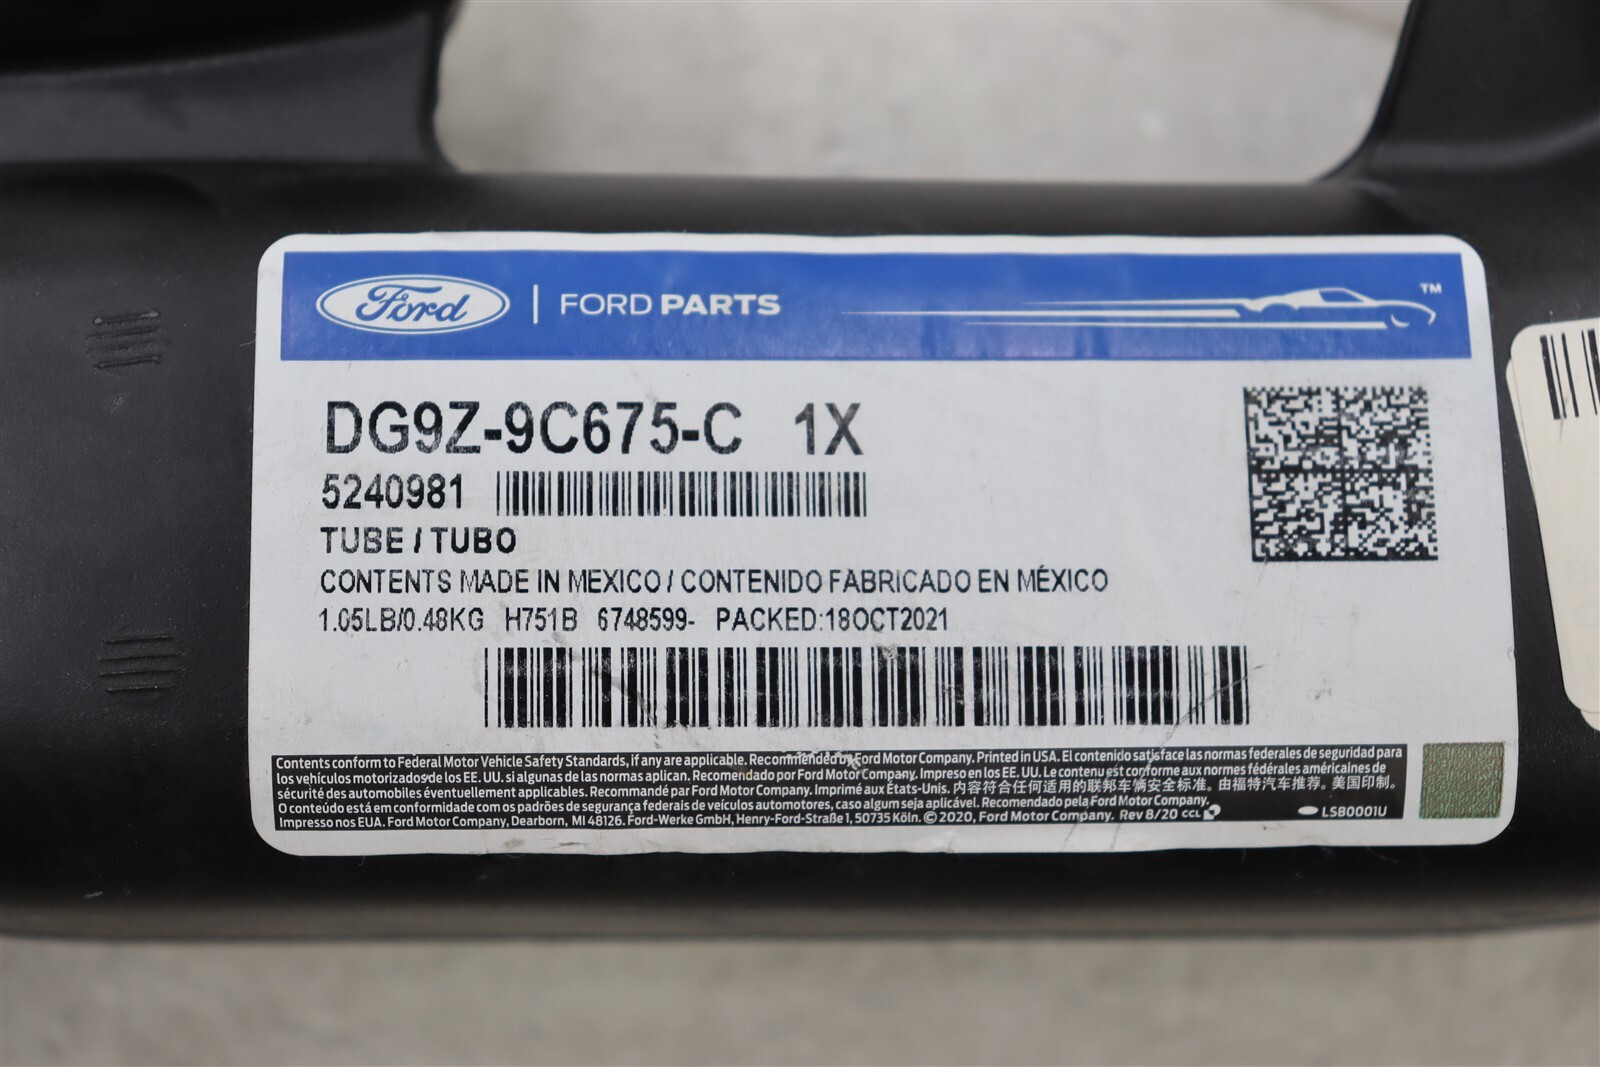 Ford | FORD PARTS ™
DG9Z-9C675-C 1X
5240981
TUBE / TUBO
CONTENTS MADE IN MEXICO / CONTENIDO FABRICADO EN MÉXICO
1.05LB/0.48KG H751B 6748599- PACKED:18OCT2021
Contents conform to Federal Motor Vehicle Safety Standards, if any are applicable. Recommended by Ford Motor Company. Printed in USA. El contenido satisface las normas federales de seguridad para
los vehículos motorizados de los EE. UU. si algunas de las normas aplican. Recomendado por Ford Motor Company. Impreso en los EE. UU. Le contenu est conforme aux normes fédérales américaines de
sécurité des automobiles éventuellement applicables. Recommandé par Ford Motor Company. Imprimé aux États-Unis. 内容符合任何适用的联邦车辆安全标准。由福特汽车推荐。美国印制。
O conteúdo está em conformidade com os padrões de segurança federais de veículos automotores, caso algum seja aplicável. Recomendado pela Ford Motor Company.
Impresso nos EUA. Ford Motor Company, Dearborn, MI 48126. Ford-Werke GmbH, Henry-Ford-Straße 1, 50735 Köln. © 2020, Ford Motor Company. Rev 8/20 CCL LSB0001U